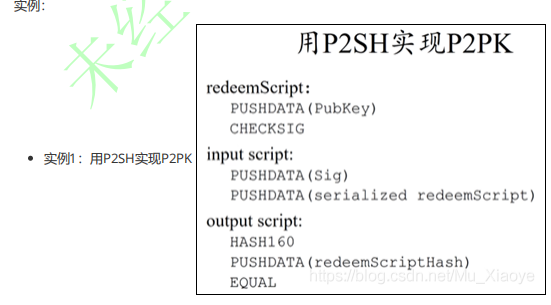 实例：
未经
用P2SH实现P2PK
redeemScript:
PUSHDATA(PubKey)
CHECKSIG
实例1：用P2SH实现P2PK
input script:
PUSHDATA(Sig)
PUSHDATA(serialized redeemScript)
output script:
HASH160
PUSHDATA(redeemScriptHash)
EQUAL
https://blog.csdn.net/Mu_Xiaoye